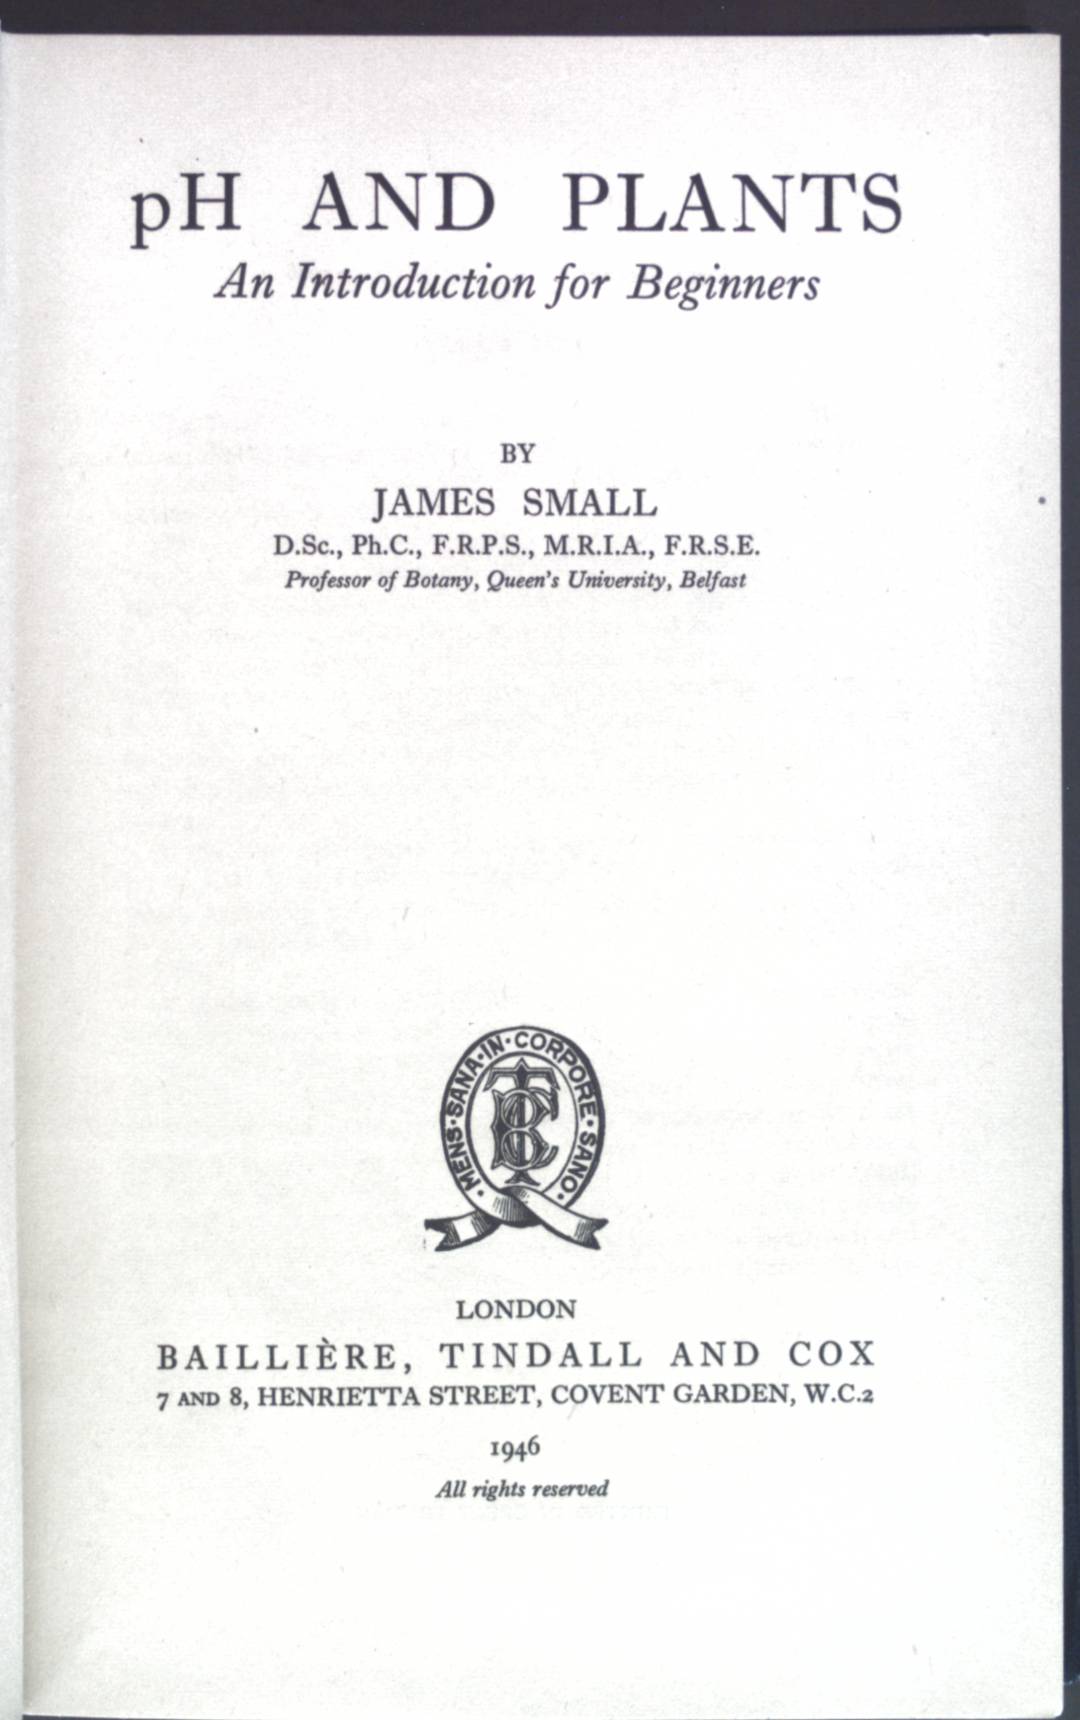 pH AND PLANTS
An Introduction for Beginners
BY
JAMES SMALL
D.Sc., Ph.C., F.R.P.S., M.R.I.A., F.R.S.E.
Professor of Botany, Queen's University, Belfast
·MENS·SANA·IN·CORPORE·SANO·
BTC
LONDON
BAILLIÈRE, TINDALL AND COX
7 AND 8, HENRIETTA STREET, COVENT GARDEN, W.C.2
1946
All rights reserved